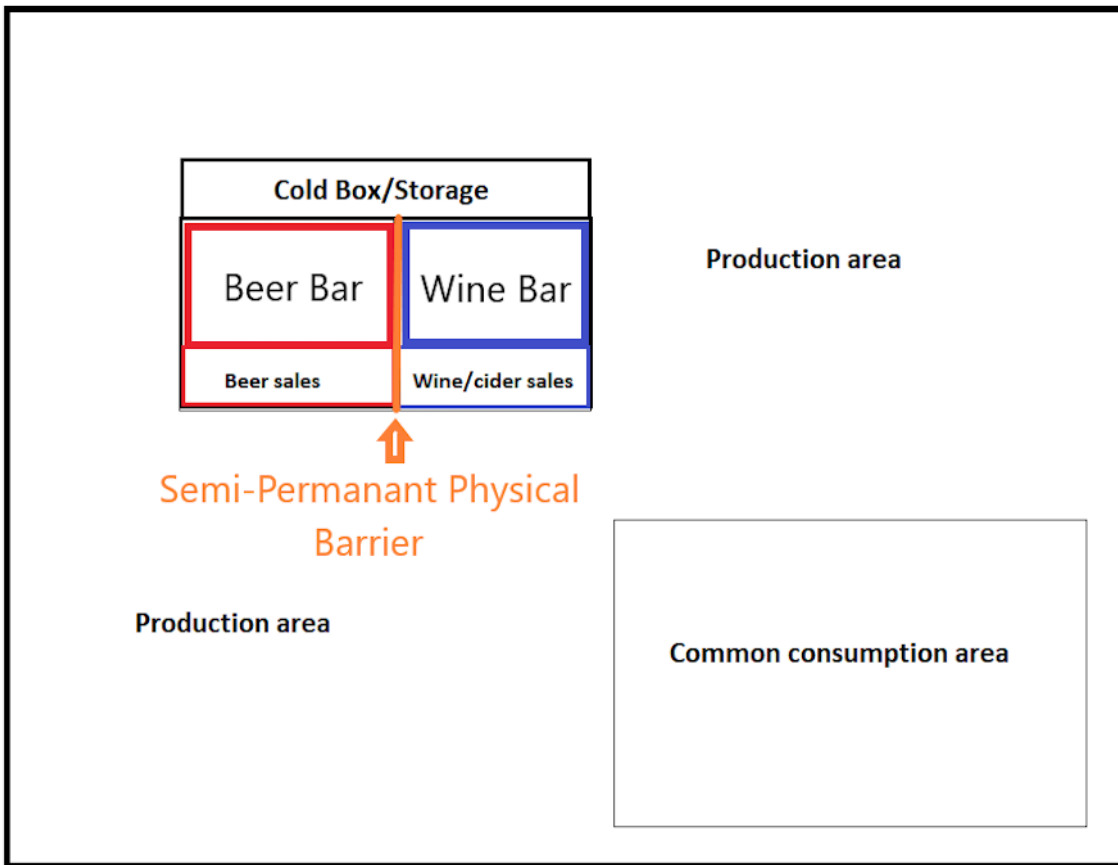 Cold Box/Storage
Beer Bar
Wine Bar
Production area
Beer sales
Wine/cider sales
Semi-Permanant Physical
Barrier
Production area
Common consumption area